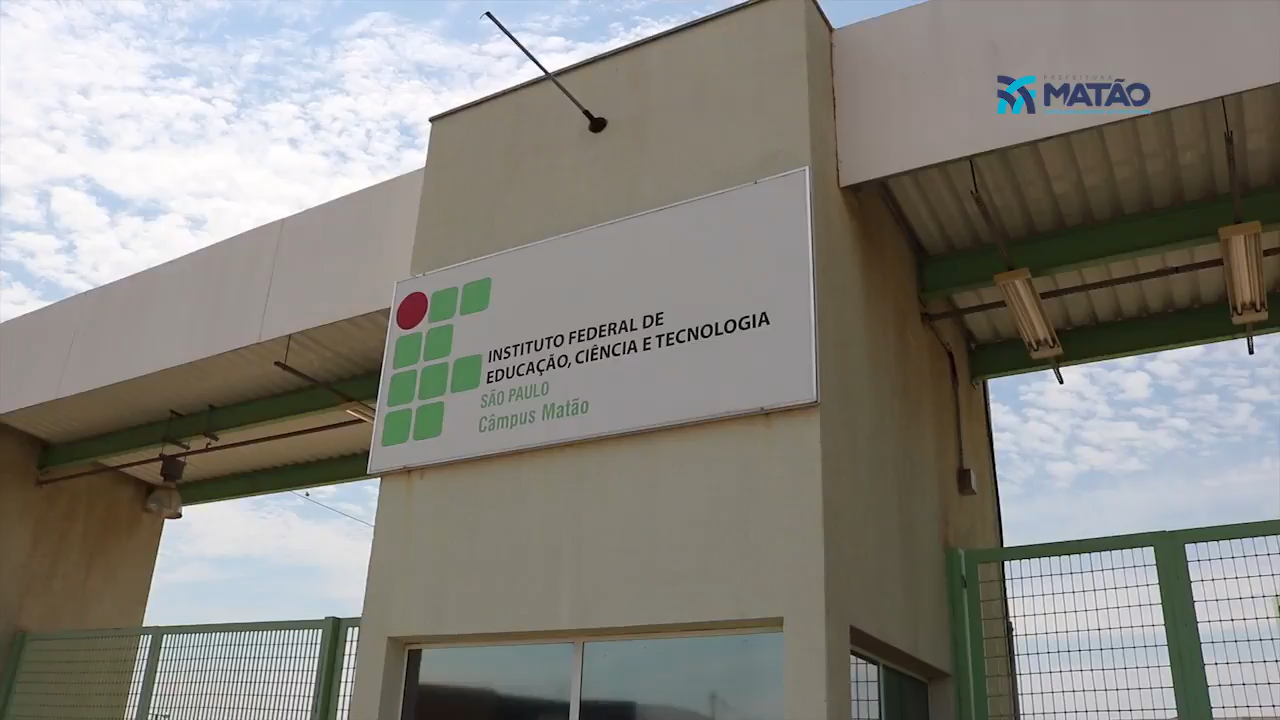 PREFEITURA
MATÃO
INSTITUTO FEDERAL DE
EDUCAÇÃO, CIÊNCIA E TECNOLOGIA
SÃO PAULO
Câmpus Matão